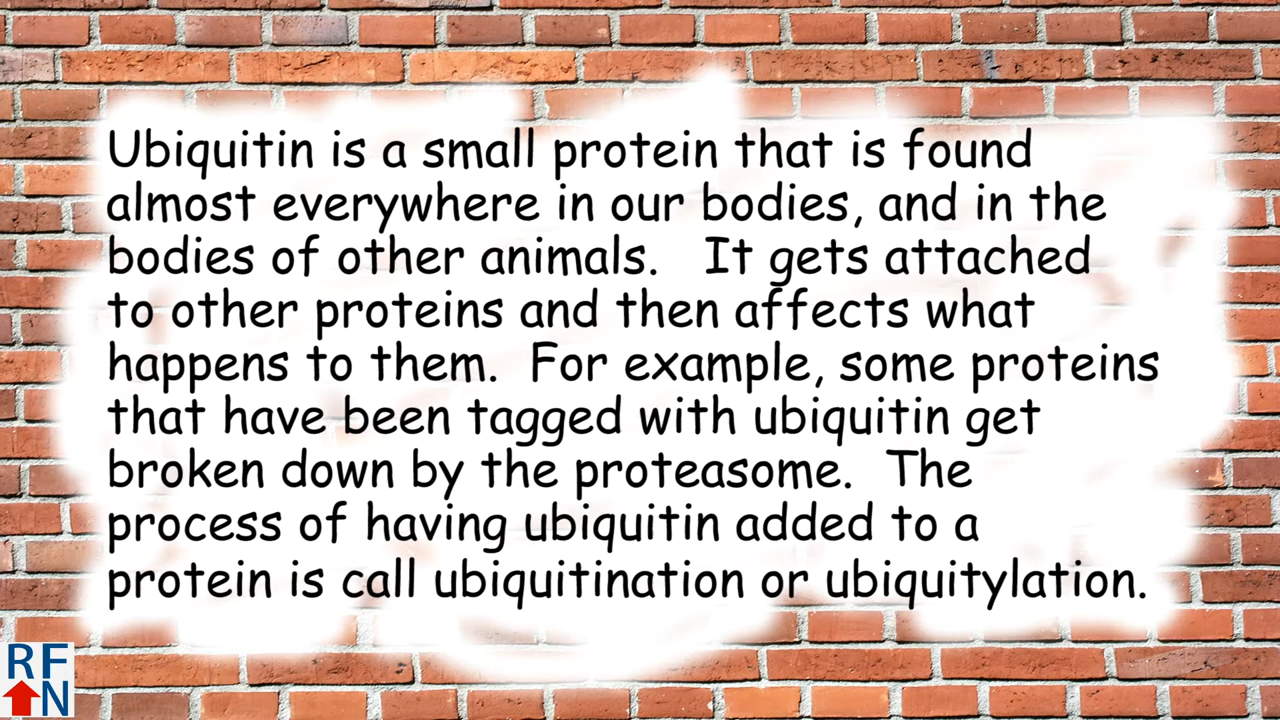 Ubiquitin is a small protein that is found
almost everywhere in our bodies, and in the
bodies of other animals.   It gets attached
to other proteins and then affects what
happens to them.  For example, some proteins
that have been tagged with ubiquitin get
broken down by the proteasome.  The
process of having ubiquitin added to a
protein is call ubiquitination or ubiquitylation.
RF
N